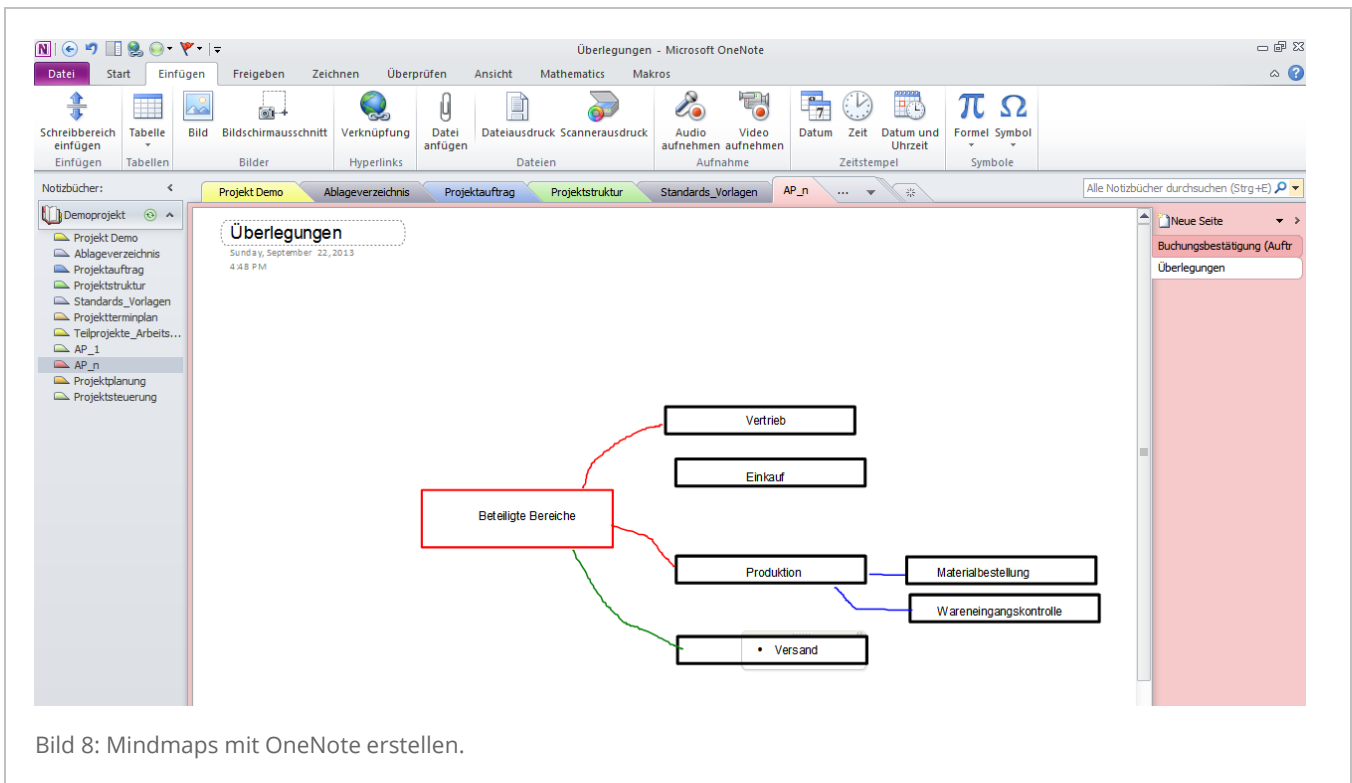 Überlegungen - Microsoft OneNote
Datei Start Einfügen Freigeben Zeichnen Überprüfen Ansicht Mathematics Makros
Schreibbereich einfügen
Tabelle
Bild
Bildschirmausschnitt
Verknüpfung
Datei anfügen
Dateiausdruck
Scannerausdruck
Audio aufnehmen
Video aufnehmen
Datum
Zeit
Datum und Uhrzeit
Formel
Symbol
Einfügen Tabellen Bilder Hyperlinks Dateien Aufnahme Zeitstempel Symbole
Notizbücher:
Projekt Demo Ablageverzeichnis Projektauftrag Projektstruktur Standards_Vorlagen AP_n ...
Alle Notizbücher durchsuchen (Strg+E)
Demoprojekt
Projekt Demo
Ablageverzeichnis
Projektauftrag
Projektstruktur
Standards_Vorlagen
Projektterminplan
Teilprojekte_Arbeits...
AP_1
AP_n
Projektplanung
Projektsteuerung
Überlegungen
Sunday, September 22, 2013
4:48 PM
Neue Seite
Buchungsbestätigung (Auftr
Überlegungen
Vertrieb
Einkauf
Beteiligte Bereiche
Produktion
Materialbestellung
Wareneingangskontrolle
• Versand
Bild 8: Mindmaps mit OneNote erstellen.